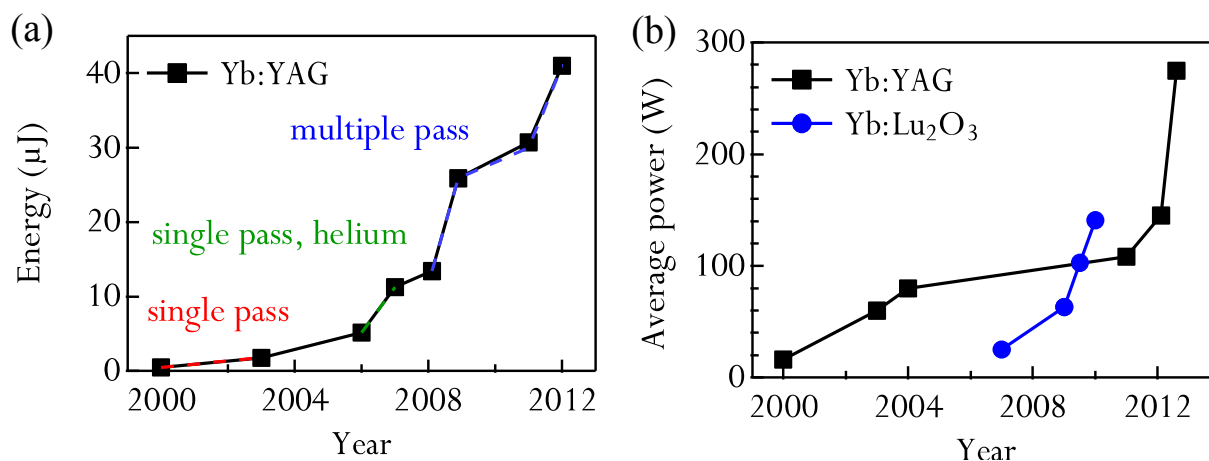 (a)
Energy (µJ)
40
30
20
10
0
Yb:YAG
multiple pass
single pass, helium
single pass
2000
2004
2008
2012
Year
(b)
Average power (W)
300
200
100
0
Yb:YAG
Yb:Lu₂O₃
2000
2004
2008
2012
Year